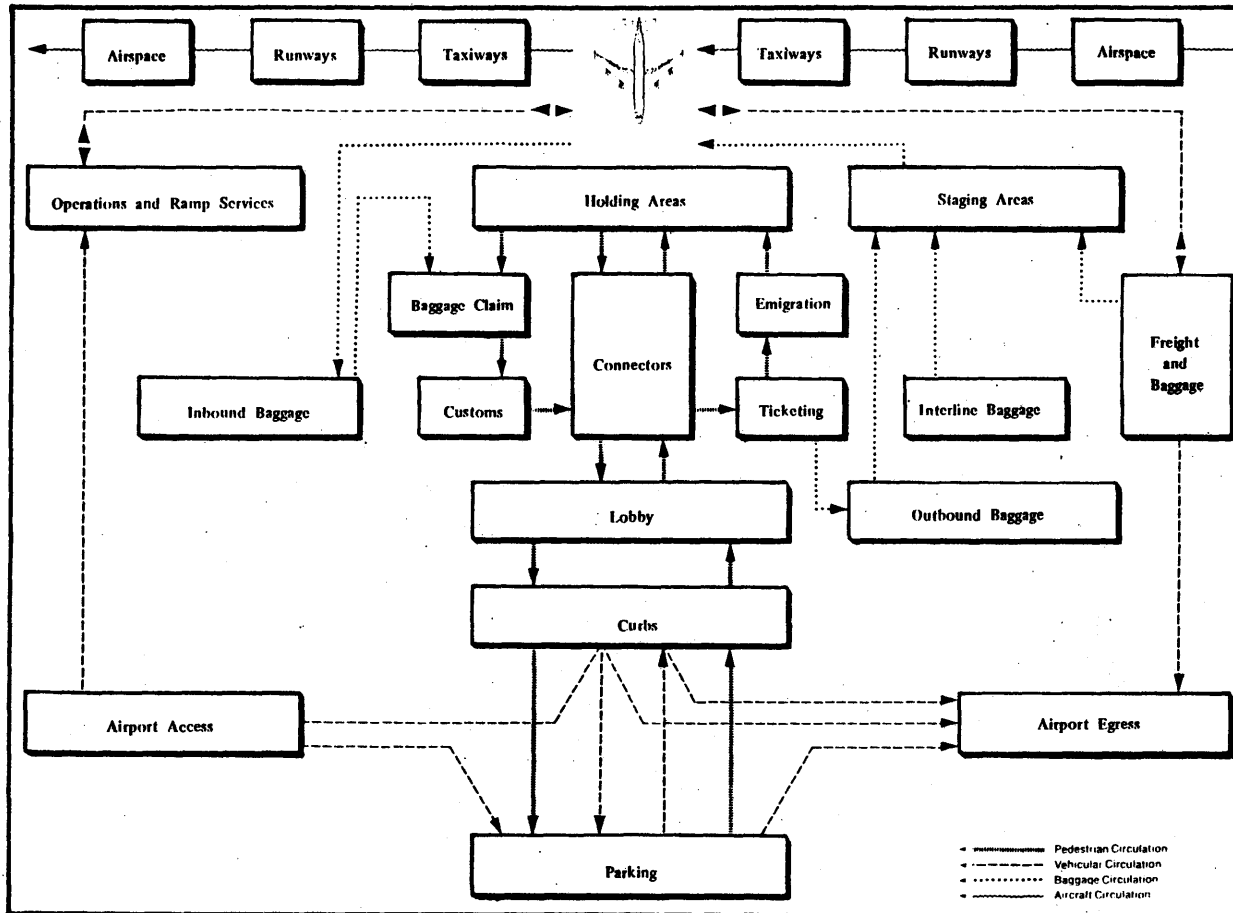 Airspace
Runways
Taxiways
Taxiways
Runways
Airspace
Operations and Ramp Services
Holding Areas
Staging Areas
Baggage Claim
Connectors
Emigration
Freight
and
Baggage
Inbound Baggage
Customs
Ticketing
Interline Baggage
Lobby
Outbound Baggage
Curbs
Airport Access
Airport Egress
Parking
Pedestrian Circulation
Vehicular Circulation
Baggage Circulation
Aircraft Circulation